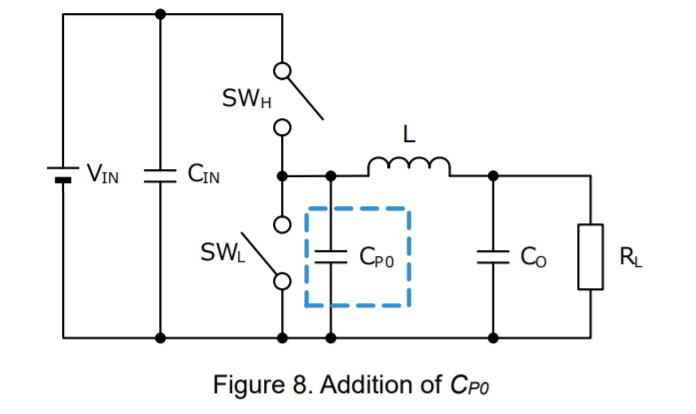 SWH
L
VIN
CIN
SWL
CP0
CO
RL
Figure 8. Addition of CP0